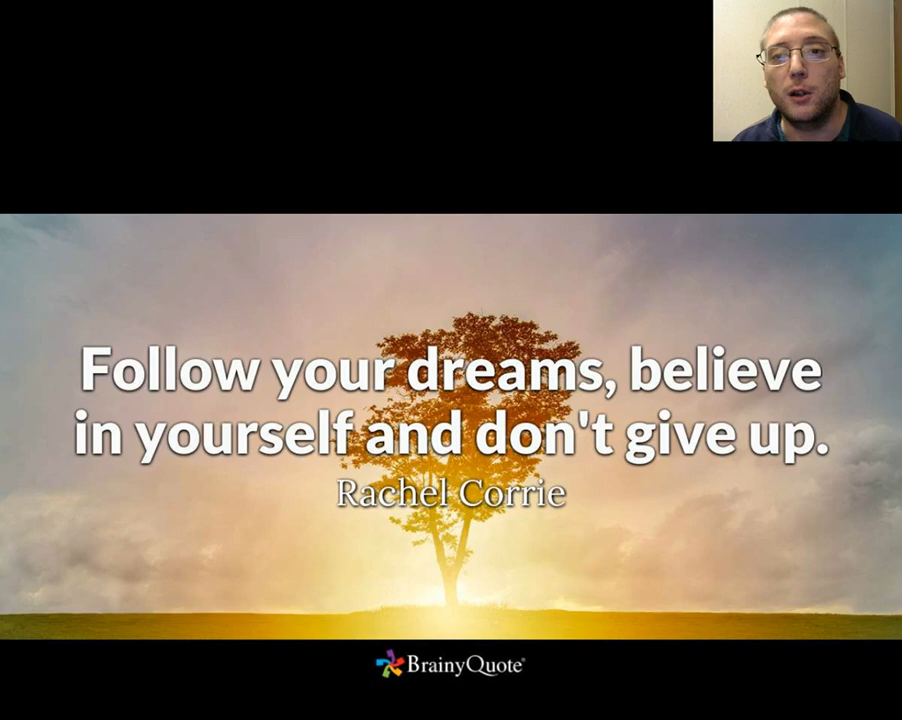 Follow your dreams, believe
in yourself and don't give up.
Rachel Corrie
BrainyQuote®